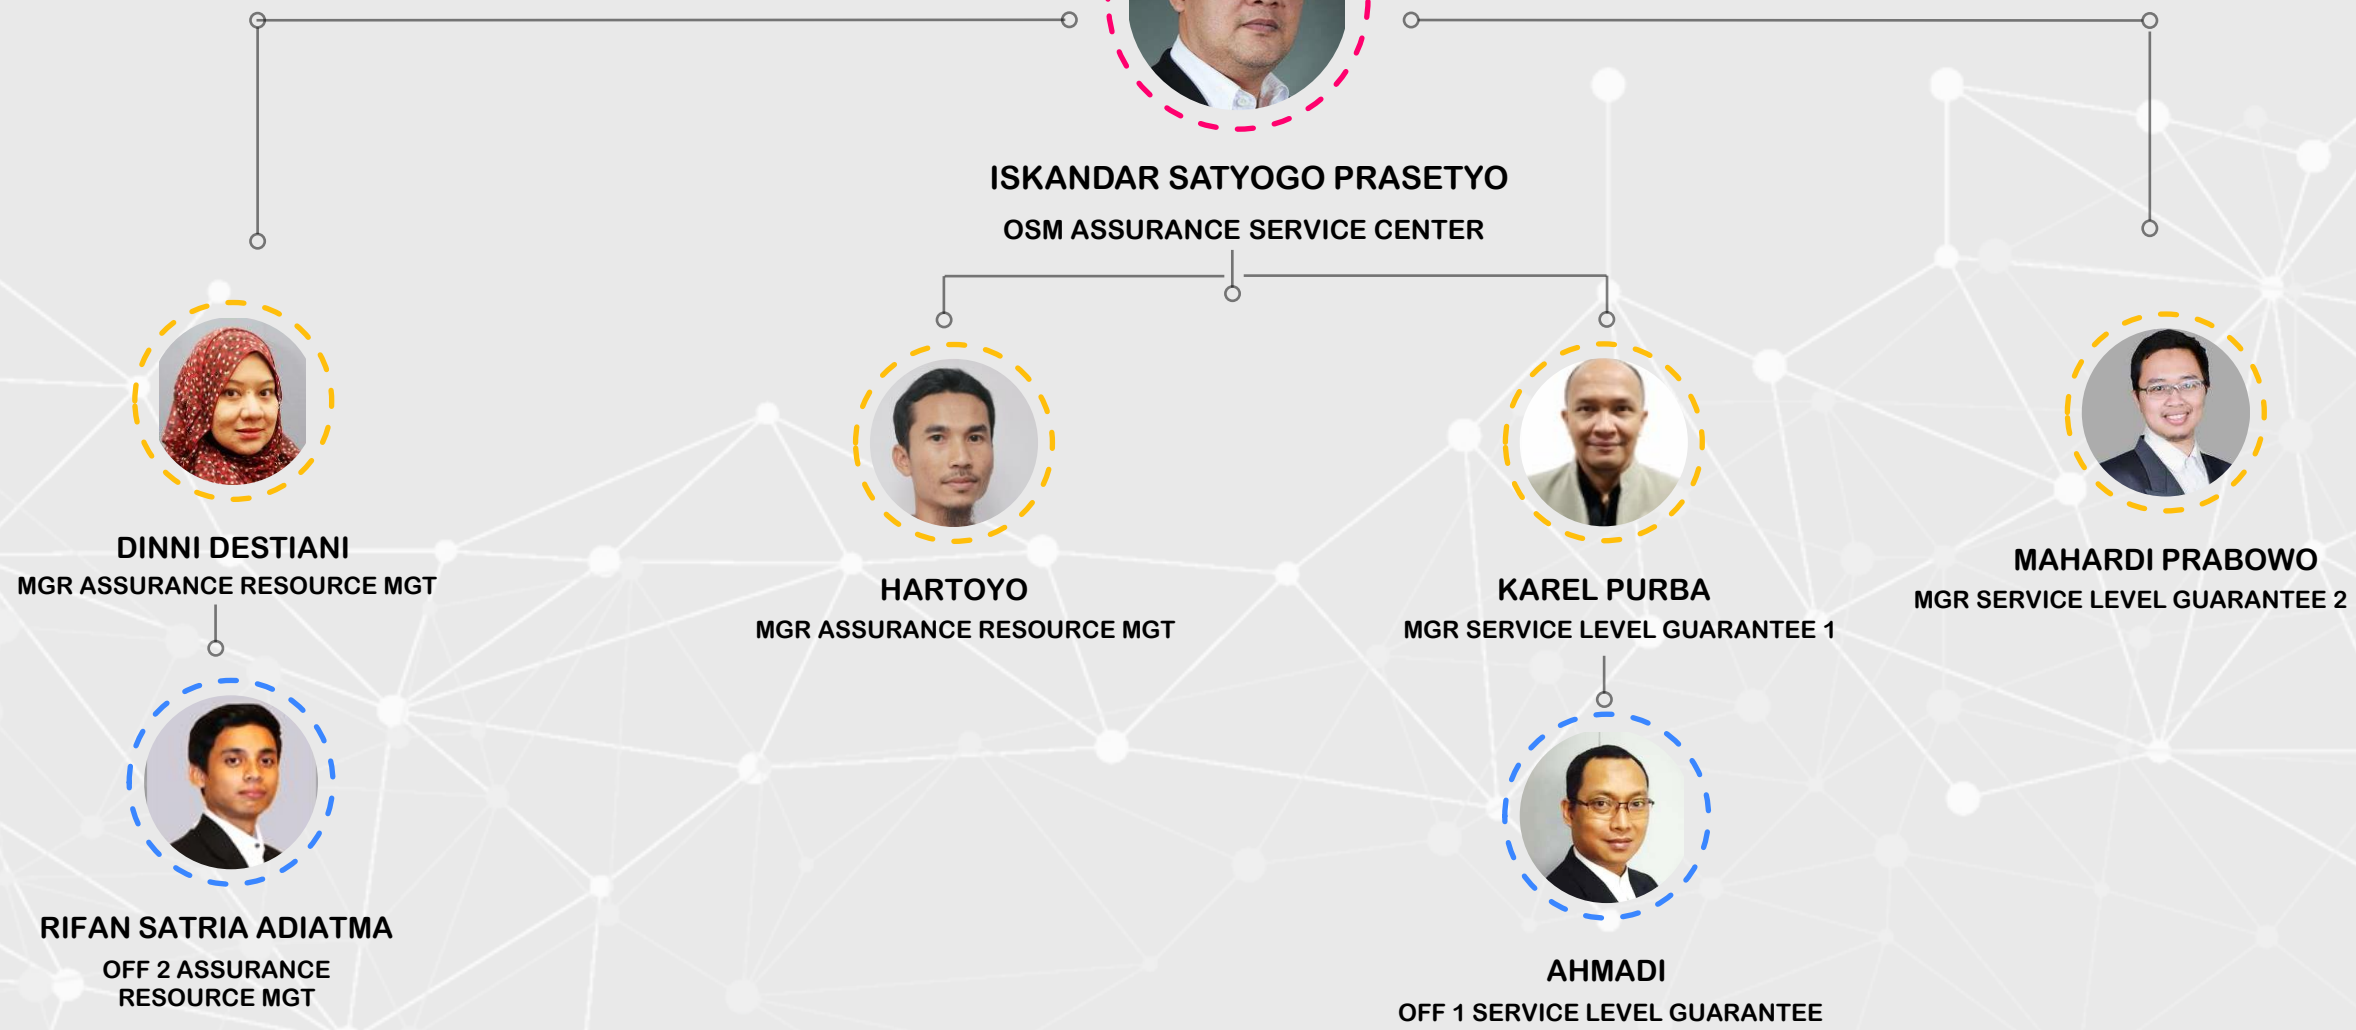 ISKANDAR SATYOGO PRASETYO
OSM ASSURANCE SERVICE CENTER
DINNI DESTIANI
MGR ASSURANCE RESOURCE MGT
HARTOYO
MGR ASSURANCE RESOURCE MGT
KAREL PURBA
MGR SERVICE LEVEL GUARANTEE 1
MAHARDI PRABOWO
MGR SERVICE LEVEL GUARANTEE 2
RIFAN SATRIA ADIATMA
OFF 2 ASSURANCE
RESOURCE MGT
AHMADI
OFF 1 SERVICE LEVEL GUARANTEE